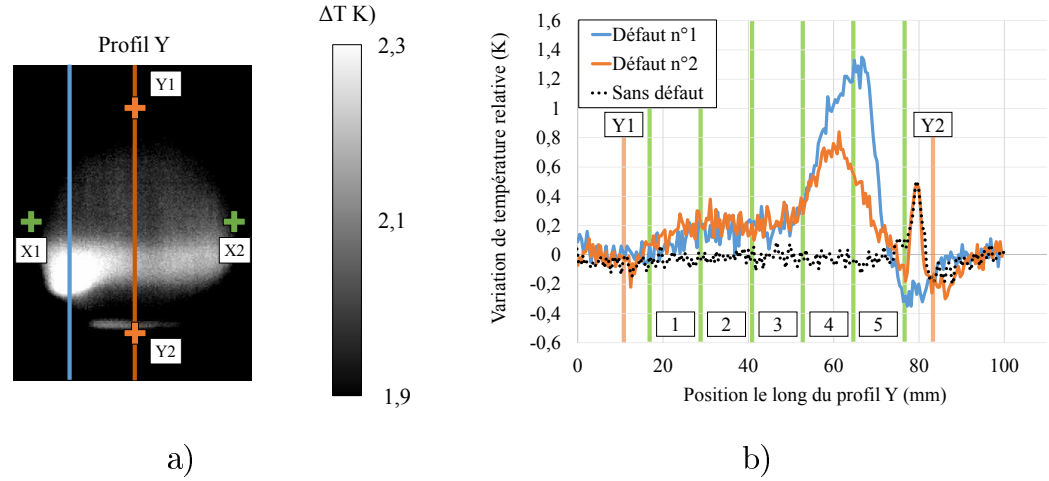 Profil Y
Y1
X1
X2
Y2
ΔT K)
2,3
2,1
1,9
a)
Variation de température relative (K)
1,6
1,4
1,2
1
0,8
0,6
0,4
0,2
0
-0,2
-0,4
-0,6
Défaut n°1
Défaut n°2
Sans défaut
Y1
Y2
1
2
3
4
5
0
20
40
60
80
100
Position le long du profil Y (mm)
b)